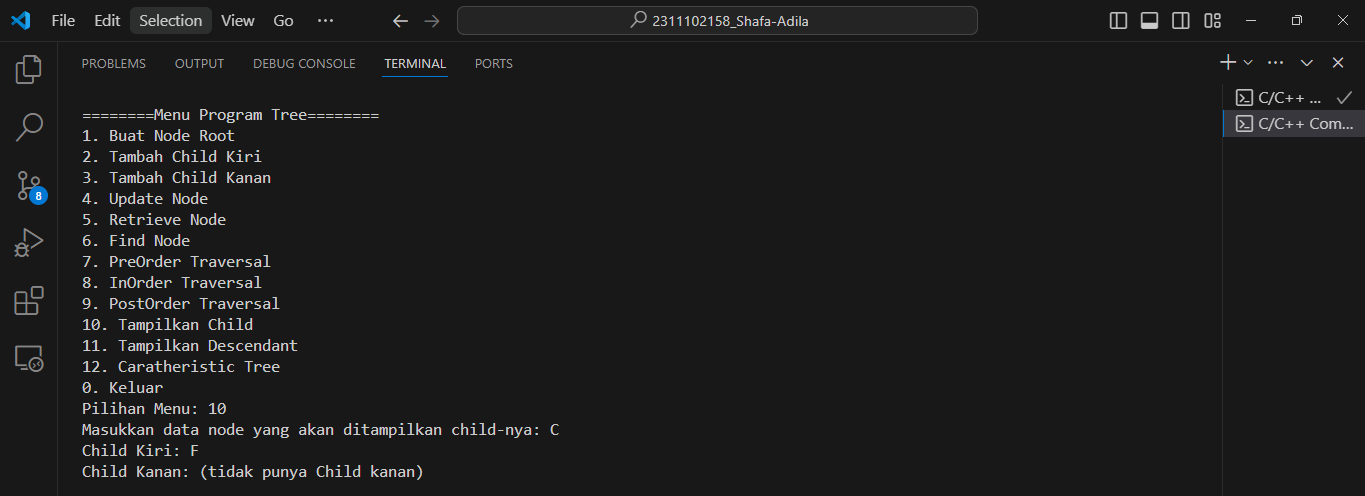 File Edit Selection View Go ··· 2311102158_Shafa-Adila
PROBLEMS OUTPUT DEBUG CONSOLE TERMINAL PORTS
C/C++ ...
C/C++ Com...
8
========Menu Program Tree========
1. Buat Node Root
2. Tambah Child Kiri
3. Tambah Child Kanan
4. Update Node
5. Retrieve Node
6. Find Node
7. PreOrder Traversal
8. InOrder Traversal
9. PostOrder Traversal
10. Tampilkan Child
11. Tampilkan Descendant
12. Caratheristic Tree
0. Keluar
Pilihan Menu: 10
Masukkan data node yang akan ditampilkan child-nya: C
Child Kiri: F
Child Kanan: (tidak punya Child kanan)